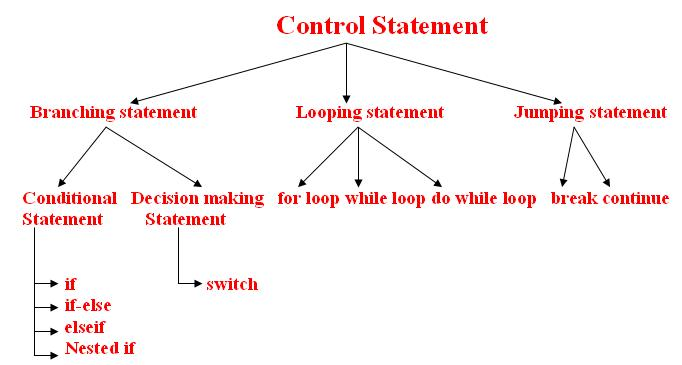 Control Statement
Branching statement Looping statement Jumping statement
Conditional Statement Decision making Statement for loop while loop do while loop break continue
if
if-else
elseif
Nested if
switch